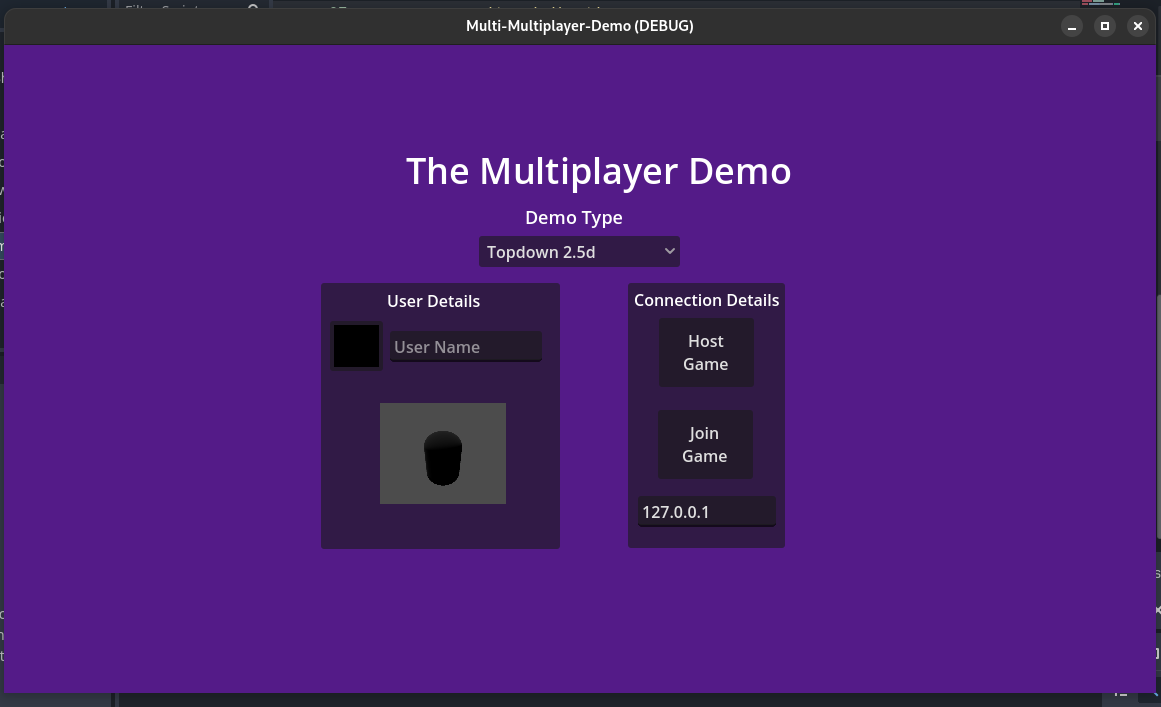 Multi-Multiplayer-Demo (DEBUG)
The Multiplayer Demo
Demo Type
Topdown 2.5d
User Details
User Name
Connection Details
Host
Game
Join
Game
127.0.0.1